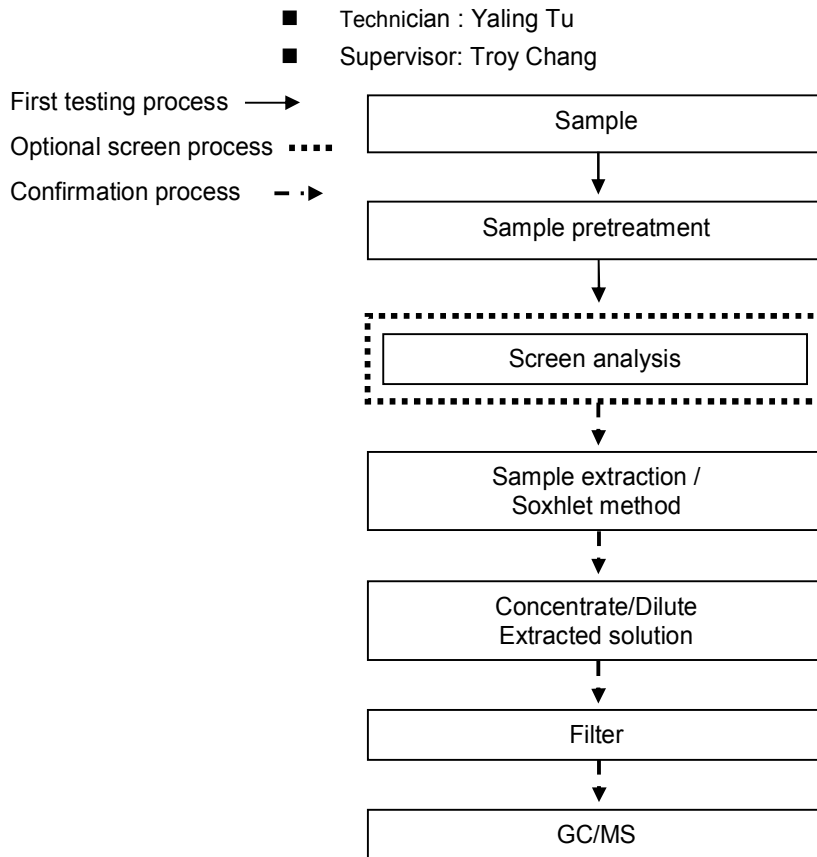 ■ Technician : Yaling Tu
■ Supervisor: Troy Chang
First testing process
Optional screen process
Confirmation process
Sample
Sample pretreatment
Screen analysis
Sample extraction /
Soxhlet method
Concentrate/Dilute
Extracted solution
Filter
GC/MS